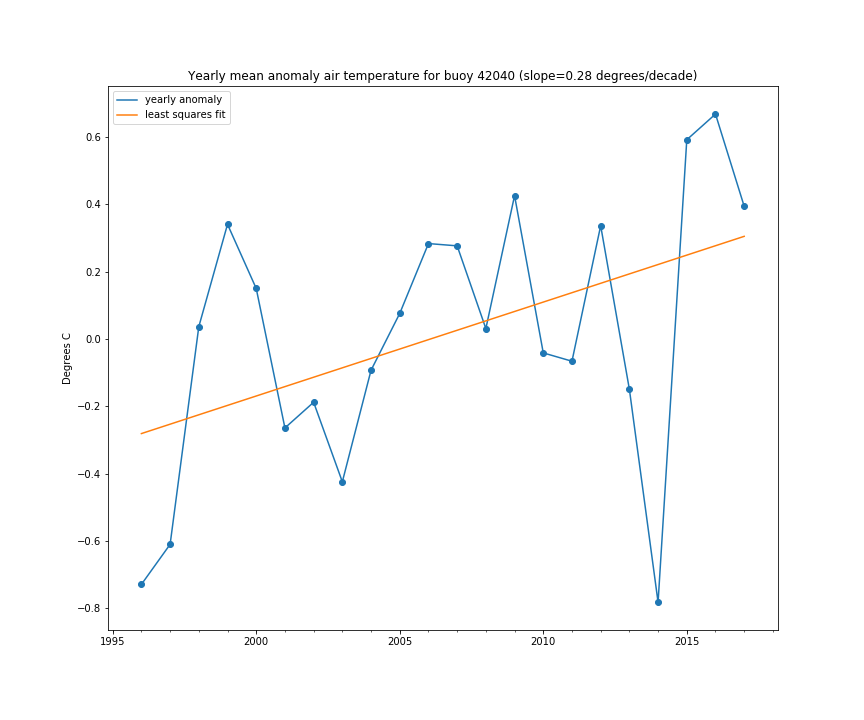 Yearly mean anomaly air temperature for buoy 42040 (slope=0.28 degrees/decade)
yearly anomaly
least squares fit
0.6
0.4
0.2
0.0
−0.2
−0.4
−0.6
−0.8
Degrees C
1995 2000 2005 2010 2015